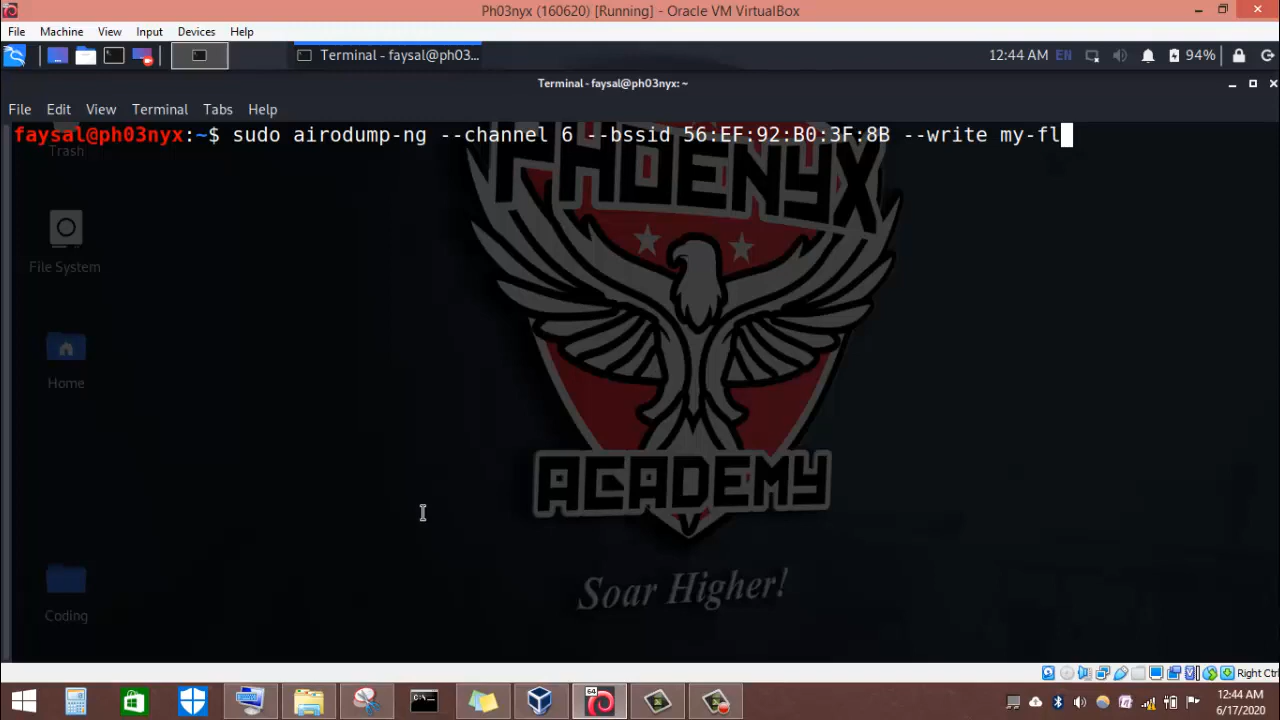 Ph03nyx (160620) [Running] - Oracle VM VirtualBox
File Machine View Input Devices Help
Terminal - faysal@ph03... 12:44 AM EN 94%
Terminal - faysal@ph03nyx: ~
File Edit View Terminal Tabs Help
faysal@ph03nyx:~$ sudo airodump-ng --channel 6 --bssid 56:EF:92:B0:3F:8B --write my-fl
Trash
PHOENYX
File System
Home
ACADEMY
Soar Higher!
Coding
Right Ctrl
64
12:44 AM
6/17/2020